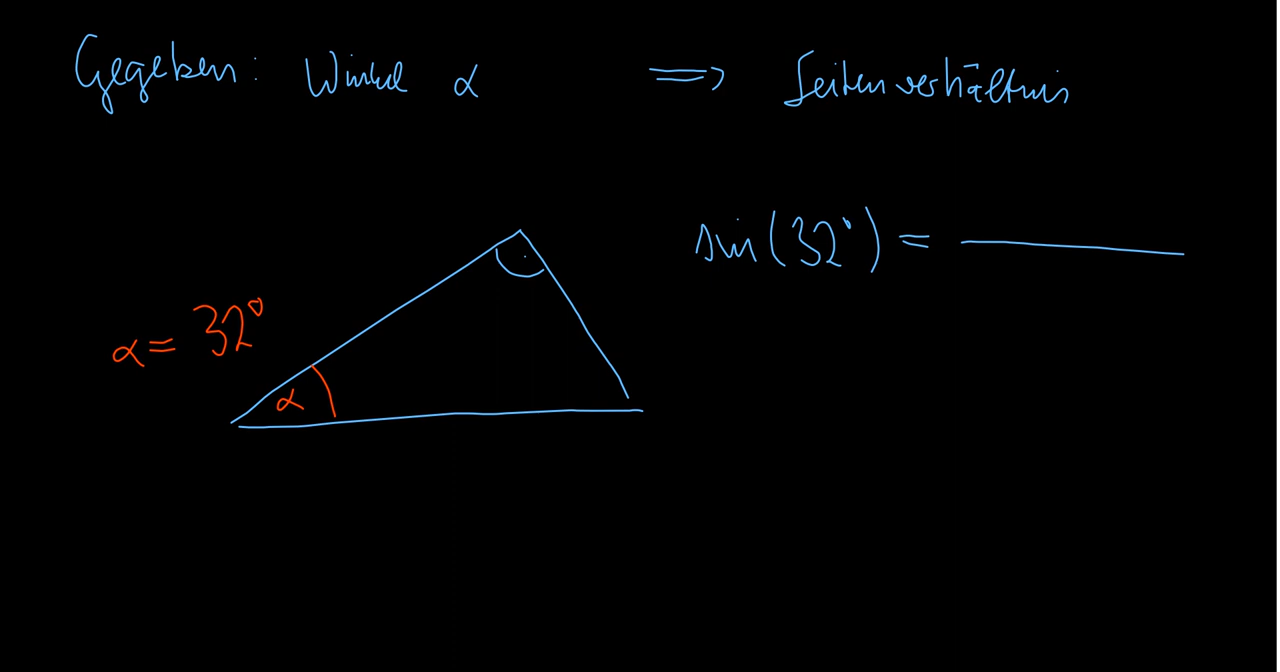 Gegeben: Winkel α ⟹ Seitenverhältnis
sin(32°) = 
α = 32°
α